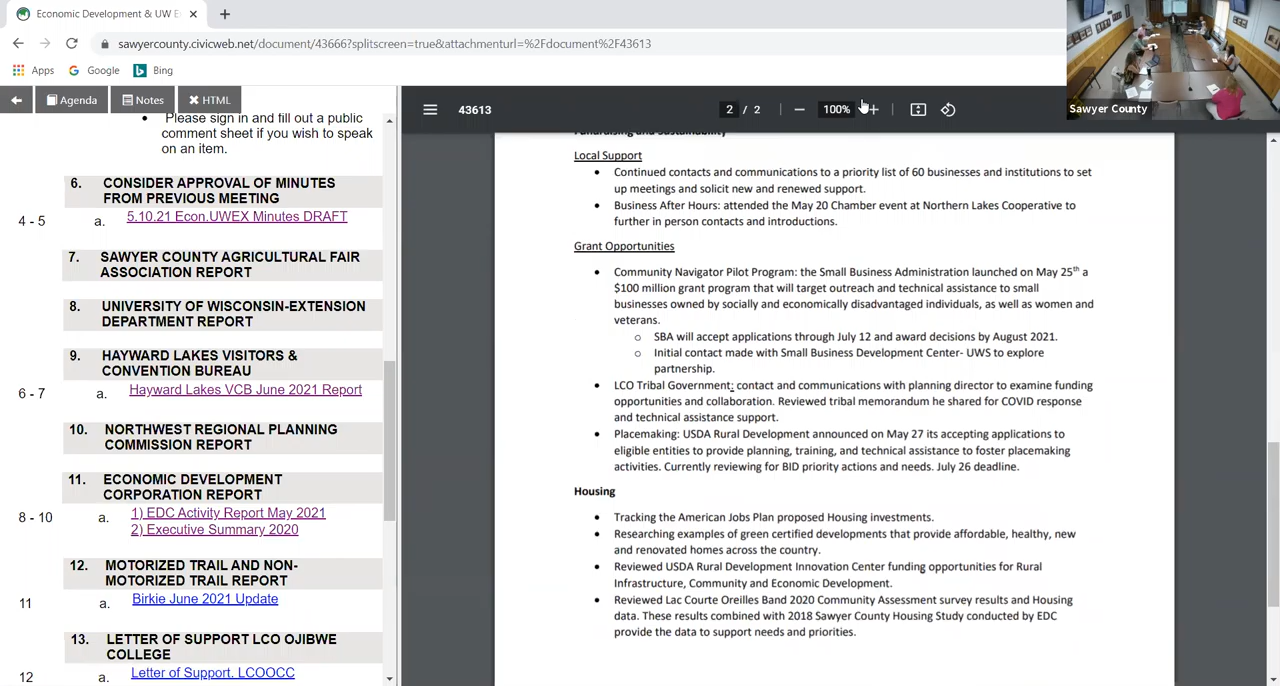 Economic Development & UW E
sawyercounty.civicweb.net/document/43666?splitscreen=true&attachmenturl=%2Fdocument%2F43613
Apps Google Bing
Sawyer County
Agenda Notes HTML
43613 2 / 2 100%
• Please sign in and fill out a public
comment sheet if you wish to speak
on an item.
6. CONSIDER APPROVAL OF MINUTES
FROM PREVIOUS MEETING
4 - 5 a. 5.10.21 Econ.UWEX Minutes DRAFT
7. SAWYER COUNTY AGRICULTURAL FAIR
ASSOCIATION REPORT
8. UNIVERSITY OF WISCONSIN-EXTENSION
DEPARTMENT REPORT
9. HAYWARD LAKES VISITORS &
CONVENTION BUREAU
6 - 7 a. Hayward Lakes VCB June 2021 Report
10. NORTHWEST REGIONAL PLANNING
COMMISSION REPORT
11. ECONOMIC DEVELOPMENT
CORPORATION REPORT
8 - 10 a. 1) EDC Activity Report May 2021
2) Executive Summary 2020
12. MOTORIZED TRAIL AND NON-
MOTORIZED TRAIL REPORT
11 a. Birkie June 2021 Update
13. LETTER OF SUPPORT LCO OJIBWE
COLLEGE
12 a. Letter of Support. LCOOCC
Fundraising and Sustainability
Local Support
• Continued contacts and communications to a priority list of 60 businesses and institutions to set
up meetings and solicit new and renewed support.
• Business After Hours: attended the May 20 Chamber event at Northern Lakes Cooperative to
further in person contacts and introductions.
Grant Opportunities
• Community Navigator Pilot Program: the Small Business Administration launched on May 25th a
$100 million grant program that will target outreach and technical assistance to small
businesses owned by socially and economically disadvantaged individuals, as well as women and
veterans.
o SBA will accept applications through July 12 and award decisions by August 2021.
o Initial contact made with Small Business Development Center- UWS to explore
partnership.
• LCO Tribal Government: contact and communications with planning director to examine funding
opportunities and collaboration. Reviewed tribal memorandum he shared for COVID response
and technical assistance support.
• Placemaking: USDA Rural Development announced on May 27 its accepting applications to
eligible entities to provide planning, training, and technical assistance to foster placemaking
activities. Currently reviewing for BID priority actions and needs. July 26 deadline.
Housing
• Tracking the American Jobs Plan proposed Housing investments.
• Researching examples of green certified developments that provide affordable, healthy, new
and renovated homes across the country.
• Reviewed USDA Rural Development Innovation Center funding opportunities for Rural
Infrastructure, Community and Economic Development.
• Reviewed Lac Courte Oreilles Band 2020 Community Assessment survey results and Housing
data. These results combined with 2018 Sawyer County Housing Study conducted by EDC
provide the data to support needs and priorities.